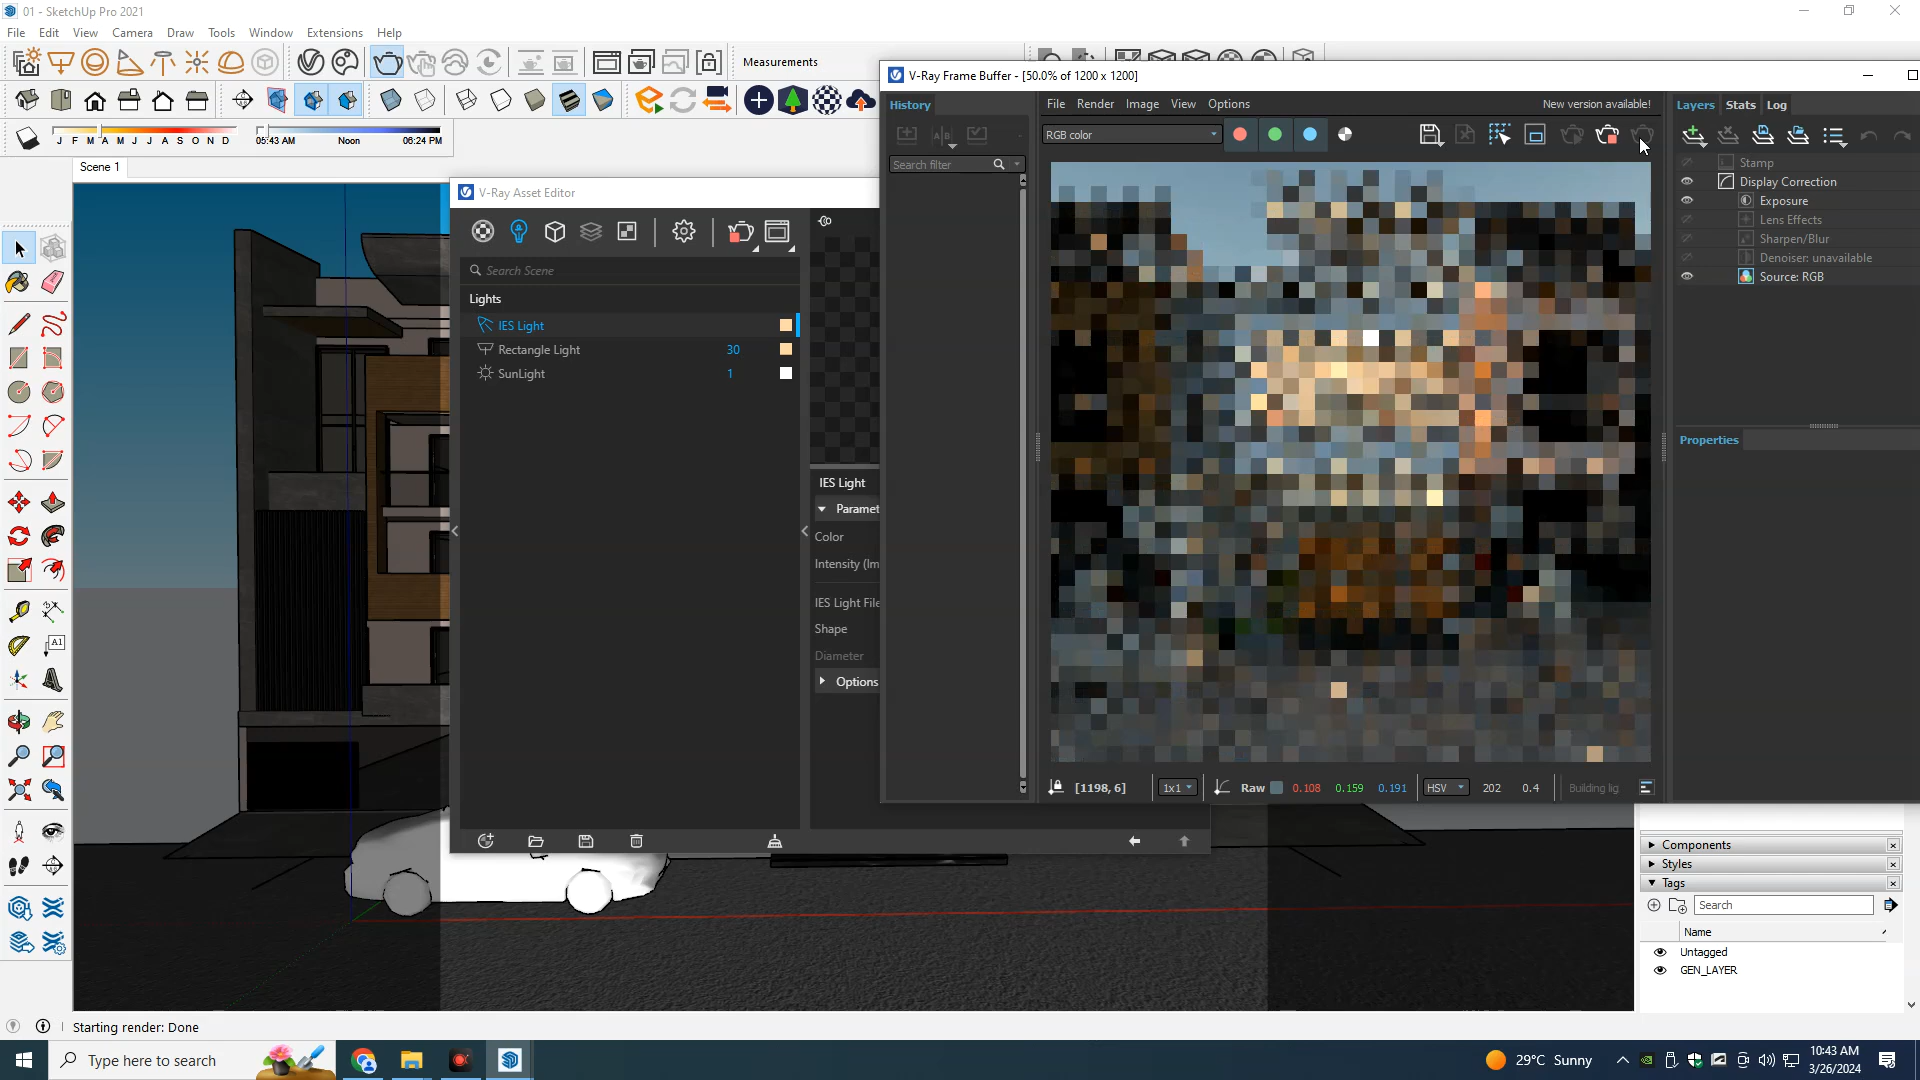 01 - SketchUp Pro 2021
File Edit View Camera Draw Tools Window Extensions Help
Measurements
J F M A M J J A S O N D
05:43 AM Noon 06:24 PM
Scene 1
V-Ray Asset Editor
Search Scene
Lights
IES Light
Rectangle Light 30
SunLight 1
IES Light
Paramet
Color
Intensity (lm
IES Light File
Shape
Diameter
Options
V-Ray Frame Buffer - [50.0% of 1200 x 1200]
History
File Render Image View Options
New version available!
RGB color
Search filter
[1198, 6]
1x1
Raw 0.108 0.159 0.191
HSV 202 0.4
Building lig
Layers Stats Log
Stamp
Display Correction
Exposure
Lens Effects
Sharpen/Blur
Denoiser: unavailable
Source: RGB
Properties
A1
Components
Styles
Tags
Search
Name
Untagged
GEN_LAYER
Starting render: Done
Type here to search
29°C Sunny
10:43 AM
3/26/2024